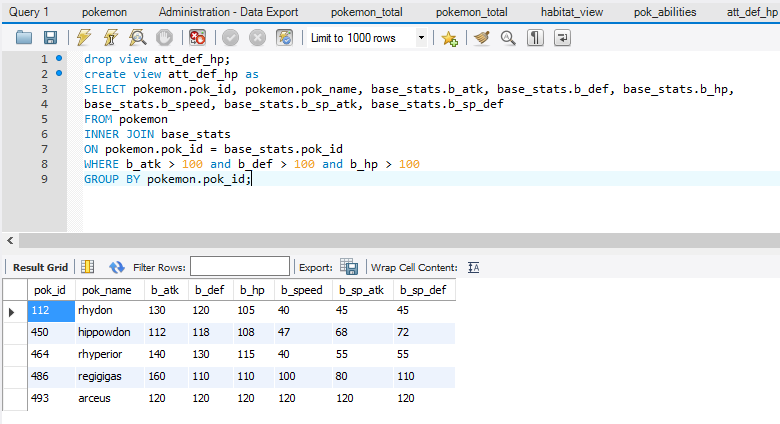 Query 1 pokemon Administration - Data Export pokemon_total pokemon_total habitat_view pok_abilities att_def_hp
Limit to 1000 rows
1 drop view att_def_hp;
2 create view att_def_hp as
3 SELECT pokemon.pok_id, pokemon.pok_name, base_stats.b_atk, base_stats.b_def, base_stats.b_hp,
4 base_stats.b_speed, base_stats.b_sp_atk, base_stats.b_sp_def
5 FROM pokemon
6 INNER JOIN base_stats
7 ON pokemon.pok_id = base_stats.pok_id
8 WHERE b_atk > 100 and b_def > 100 and b_hp > 100
9 GROUP BY pokemon.pok_id;
Result Grid Filter Rows: Export: Wrap Cell Content:
pok_id pok_name b_atk b_def b_hp b_speed b_sp_atk b_sp_def
112 rhydon 130 120 105 40 45 45
450 hippowdon 112 118 108 47 68 72
464 rhyperior 140 130 115 40 55 55
486 regigigas 160 110 110 100 80 110
493 arceus 120 120 120 120 120 120